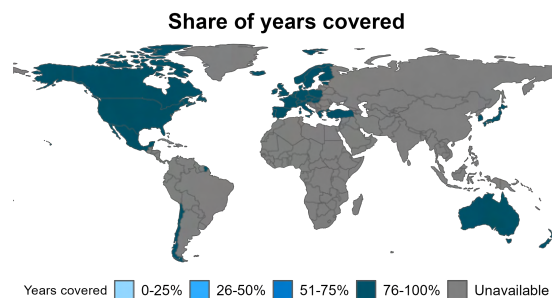 Share of years covered
Years covered 0-25% 26-50% 51-75% 76-100% Unavailable